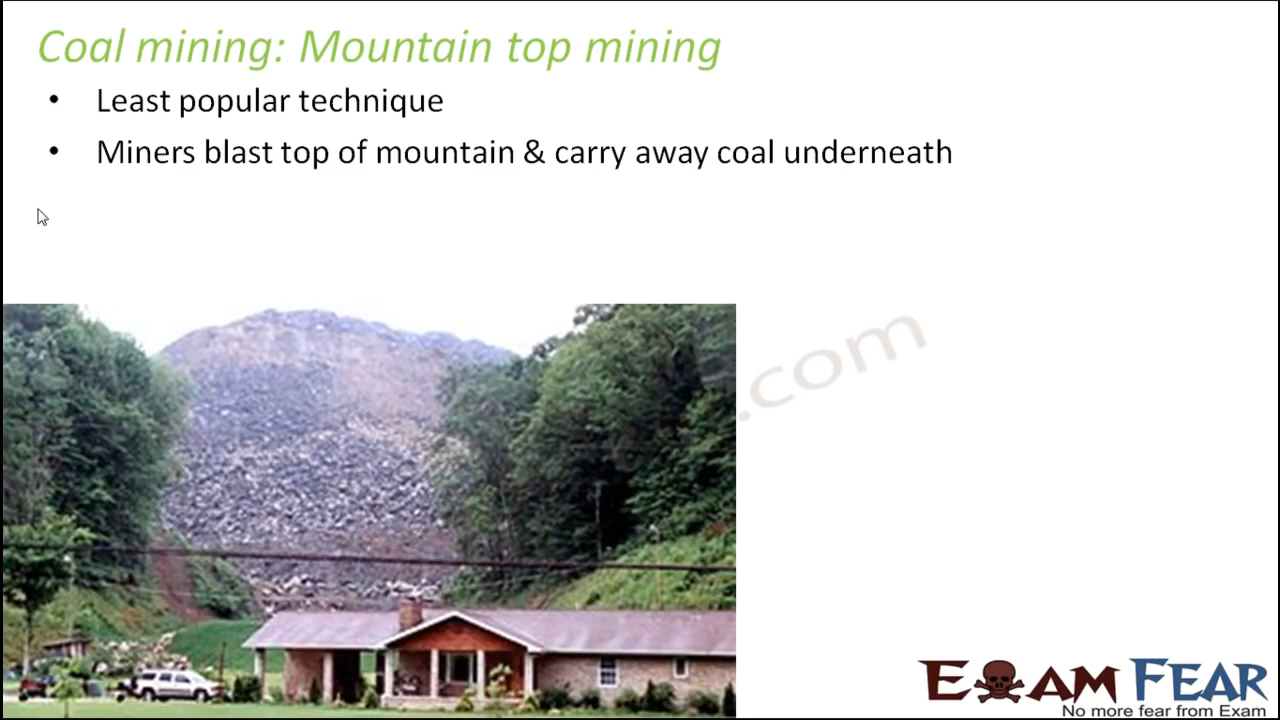 Coal mining: Mountain top mining
• Least popular technique
• Miners blast top of mountain & carry away coal underneath
.com
EXAM FEAR
No more fear from Exam